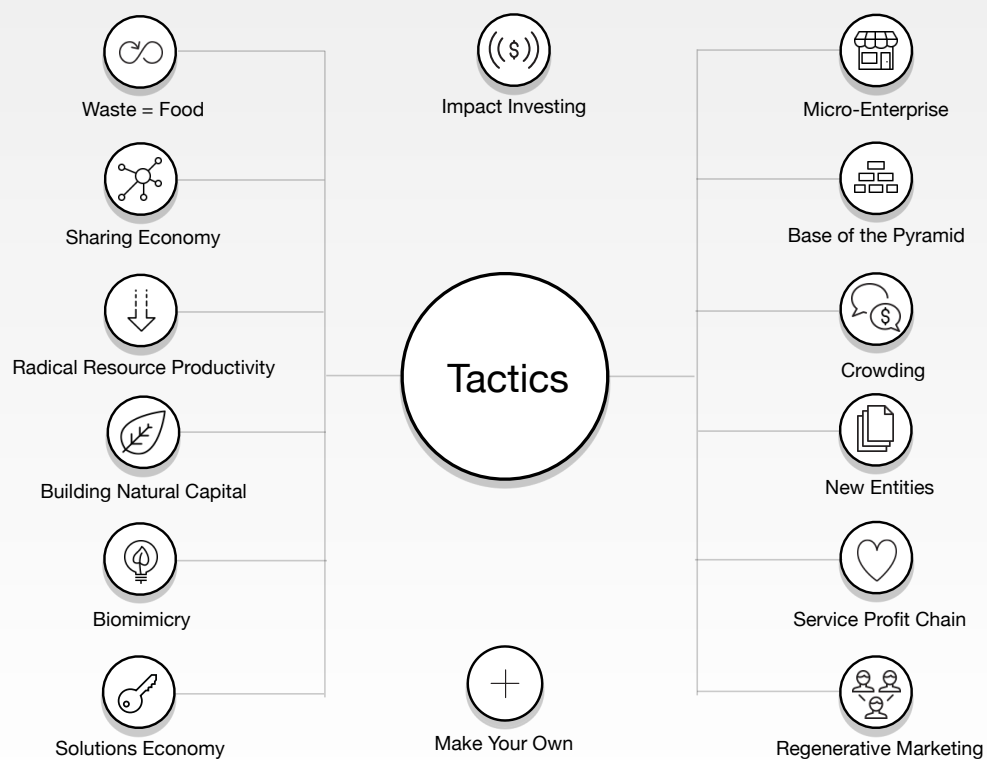 Waste = Food
Impact Investing
Micro-Enterprise
Sharing Economy
Base of the Pyramid
Radical Resource Productivity
Tactics
$
$
Crowding
Building Natural Capital
New Entities
Biomimicry
Service Profit Chain
Solutions Economy
Make Your Own
Regenerative Marketing